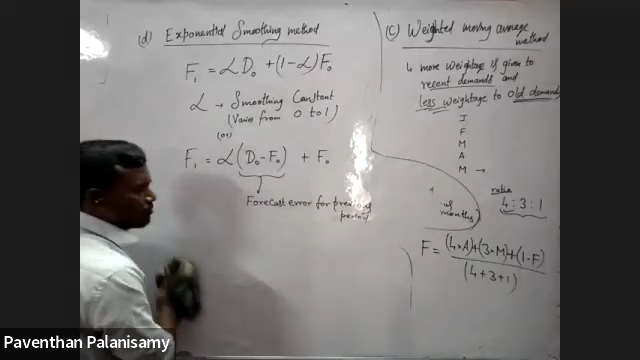 (d) Exponential Smoothing method
F₁ = α D₀ + (1-α) F₀
α → Smoothing Constant
(Varies from 0 to 1)
(or)
F₁ = α (D₀ - F₀) + F₀
Forecast error for previous
period
(c) Weighted moving average
method
↳ more weightage is given to
recent demands and
less weightage to old demands
J
F
M
A
M →
ratio
4 : 3 : 1
of
months)
F = (4×A)+(3×M)+(1×F)
(4+3+1)
Paventhan Palanisamy